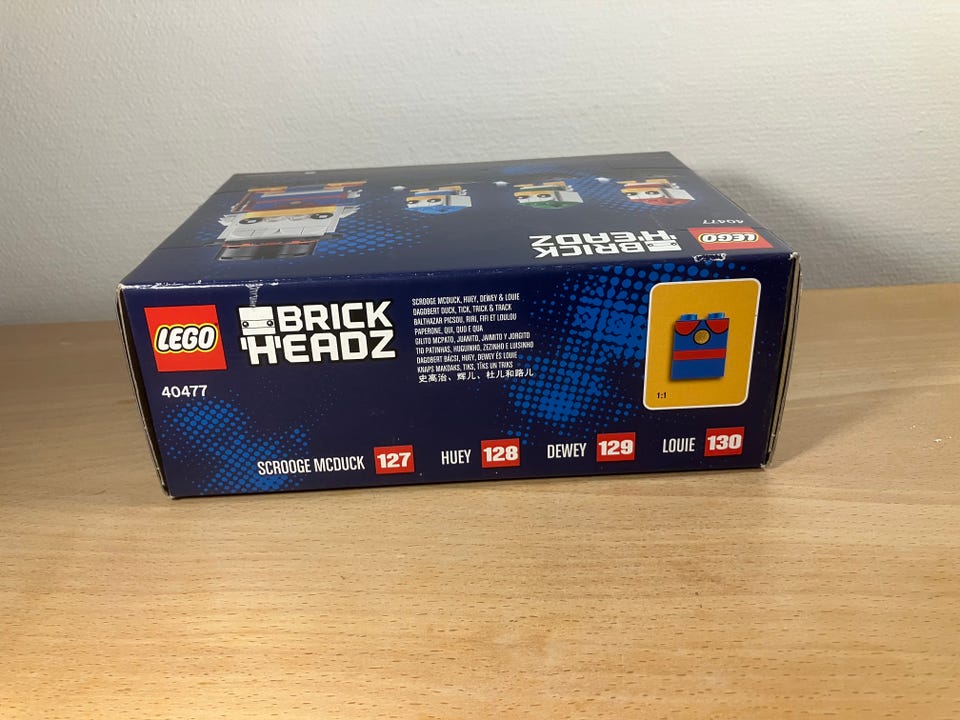 40477
LEGO
BRICK
HEADZ
LEGO
BRICK
HEADZ
40477
SCROOGE MCDUCK, HUEY, DEWEY & LOUIE
DAGOBERT DUCK, TICK, TRICK & TRACK
BALTHAZAR PICSOU, RIRI, FIFI ET LOULOU
PAPERONE, QUI, QUO E QUA
GILITO MCPATO, JUANITO, JAIMITO Y JORGITO
TIO PATINHAS, HUGUINHO, ZEZINHO E LUISINHO
DAGOBERT BÁCSI, HUEY, DEWEY ÉS LOUIE
KNAPS MAKDAKS, TIKS, TĪKS UN TRIKS
史高治、辉儿、杜儿和路儿
1:1
SCROOGE MCDUCK 127
HUEY 128
DEWEY 129
LOUIE 130